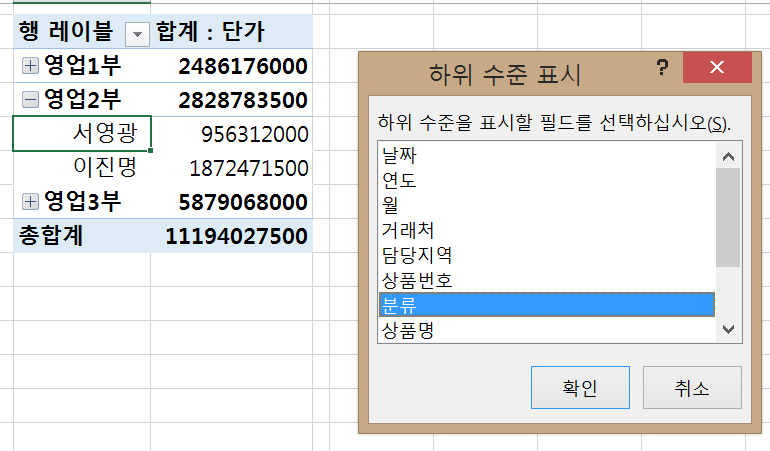 행 레이블 합계 : 단가
영업1부 2486176000
영업2부 2828783500
서영광 956312000
이진명 1872471500
영업3부 5879068000
총합계 11194027500
하위 수준 표시 ?
하위 수준을 표시할 필드를 선택하십시오(S).
날짜
연도
월
거래처
담당지역
상품번호
분류
상품명
확인 취소